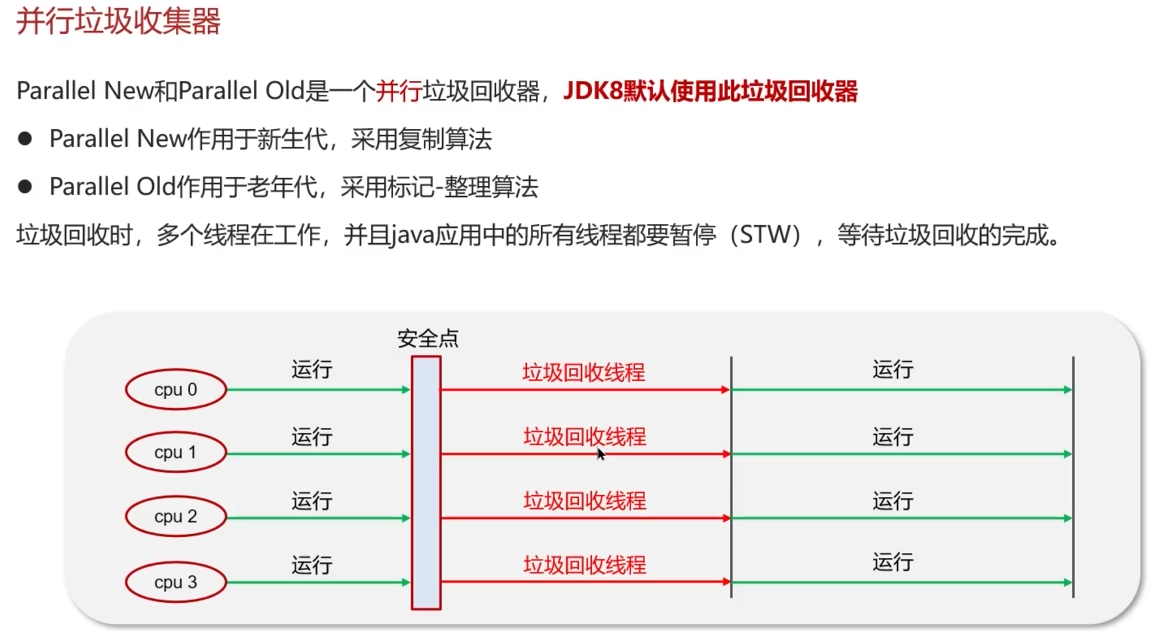 并行垃圾收集器
Parallel New和Parallel Old是一个并行垃圾回收器，JDK8默认使用此垃圾回收器
● Parallel New作用于新生代，采用复制算法
● Parallel Old作用于老年代，采用标记-整理算法
垃圾回收时，多个线程在工作，并且java应用中的所有线程都要暂停（STW），等待垃圾回收的完成。
安全点
cpu 0 运行 垃圾回收线程 运行
cpu 1 运行 垃圾回收线程 运行
cpu 2 运行 垃圾回收线程 运行
cpu 3 运行 垃圾回收线程 运行